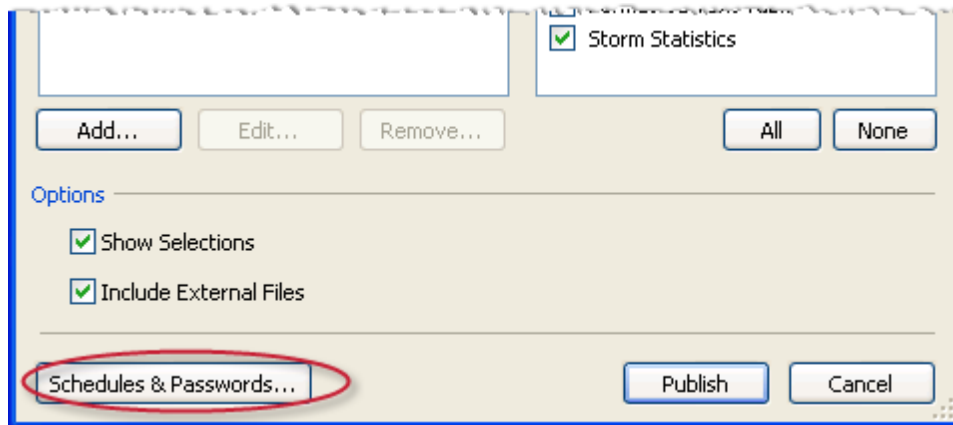 Storm Statistics
Add... Edit... Remove... All None
Options
Show Selections
Include External Files
Schedules & Passwords... Publish Cancel